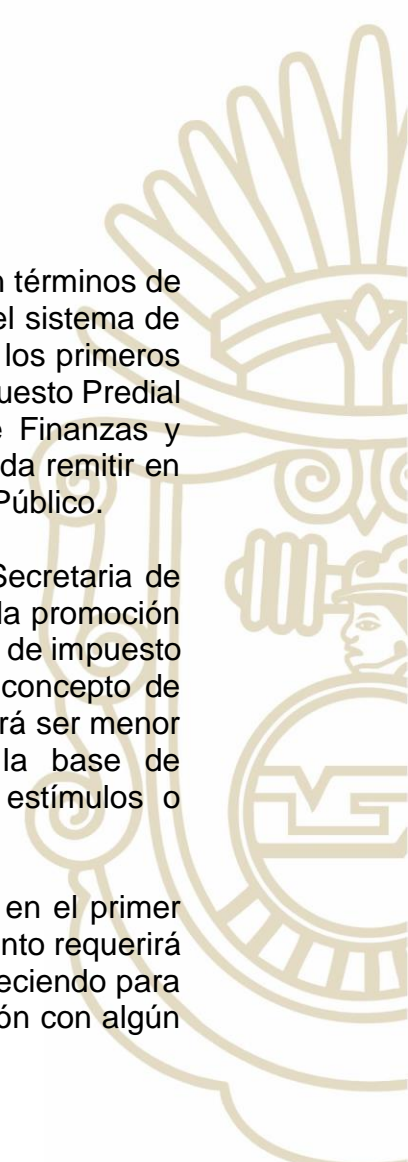 n términos de
el sistema de
los primeros
uesto Predial
e Finanzas y
da remitir en
Público.
Secretaria de
la promoción
de impuesto
concepto de
rá ser menor
la base de
estímulos o
en el primer
nto requerirá
eciendo para
ón con algún